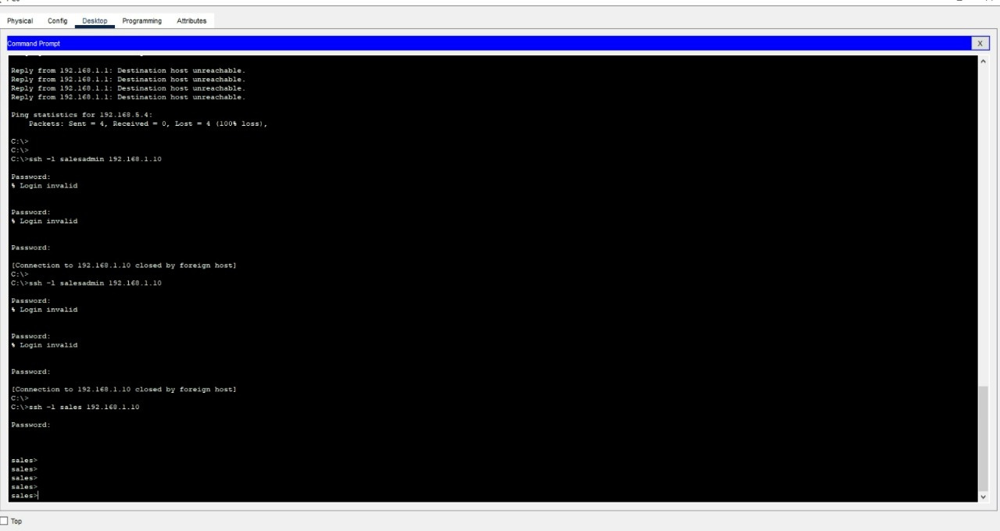 Physical Config Desktop Programming Attributes
Command Prompt
X
Reply from 192.168.1.1: Destination host unreachable.
Reply from 192.168.1.1: Destination host unreachable.
Reply from 192.168.1.1: Destination host unreachable.
Reply from 192.168.1.1: Destination host unreachable.
Ping statistics for 192.168.5.4:
Packets: Sent = 4, Received = 0, Lost = 4 (100% loss),
C:\>
C:\>
C:\>ssh -l salesadmin 192.168.1.10
Password:
% Login invalid
Password:
% Login invalid
Password:
[Connection to 192.168.1.10 closed by foreign host]
C:\>
C:\>ssh -l salesadmin 192.168.1.10
Password:
% Login invalid
Password:
% Login invalid
Password:
[Connection to 192.168.1.10 closed by foreign host]
C:\>
C:\>ssh -l sales 192.168.1.10
Password:
sales>
sales>
sales>
sales>
sales>
Top